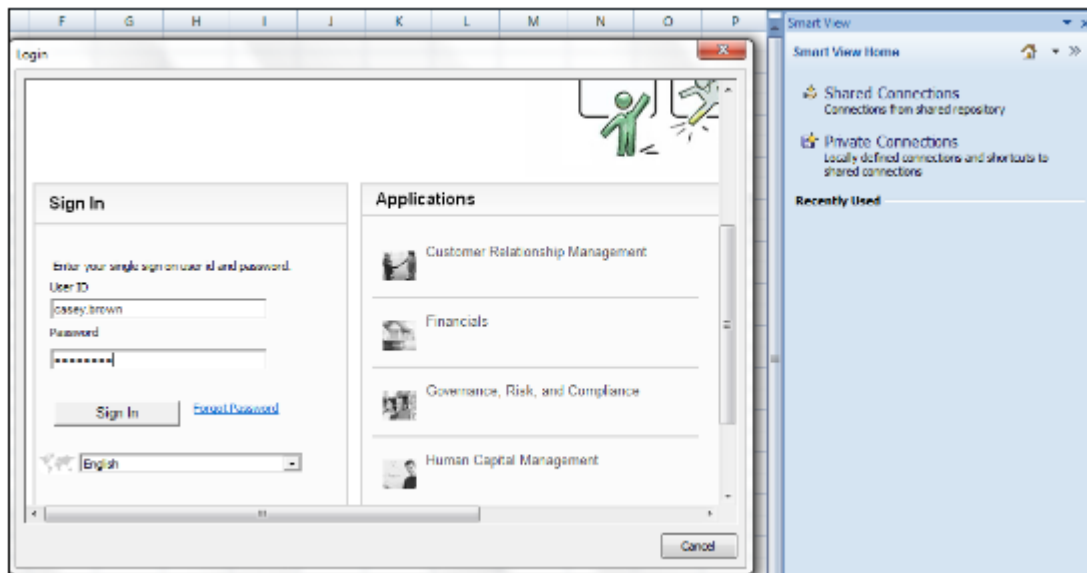 F G H I J K L M N O P
Smart View
Login
Smart View Home
Shared Connections
Connections from shared repository
Private Connections
Locally defined connections and shortcuts to
shared connections
Recently Used
Sign In
Applications
Enter your single sign on user id and password.
User ID
casey.brown
Password
Sign In
Forgot Password
English
Customer Relationship Management
Financials
Governance, Risk, and Compliance
Human Capital Management
Cancel